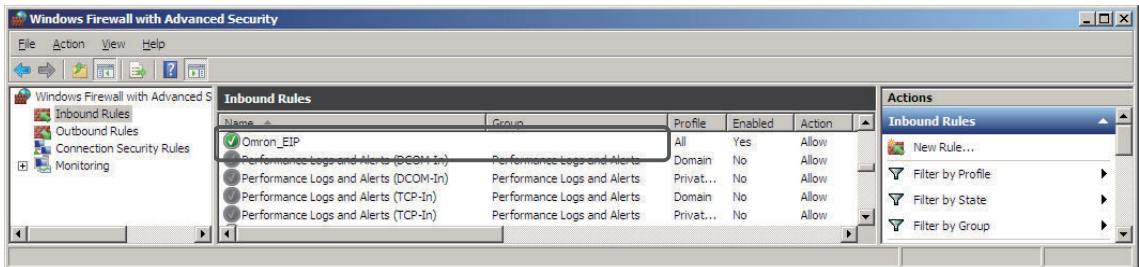 Windows Firewall with Advanced Security
File Action View Help
Windows Firewall with Advanced S
Inbound Rules
Outbound Rules
Connection Security Rules
Monitoring
Inbound Rules
Name Group Profile Enabled Action
Omron_EIP All Yes Allow
Performance Logs and Alerts (DCOM-In) Performance Logs and Alerts Domain No Allow
Performance Logs and Alerts (DCOM-In) Performance Logs and Alerts Privat... No Allow
Performance Logs and Alerts (TCP-In) Performance Logs and Alerts Domain No Allow
Performance Logs and Alerts (TCP-In) Performance Logs and Alerts Privat... No Allow
Actions
Inbound Rules
New Rule...
Filter by Profile
Filter by State
Filter by Group